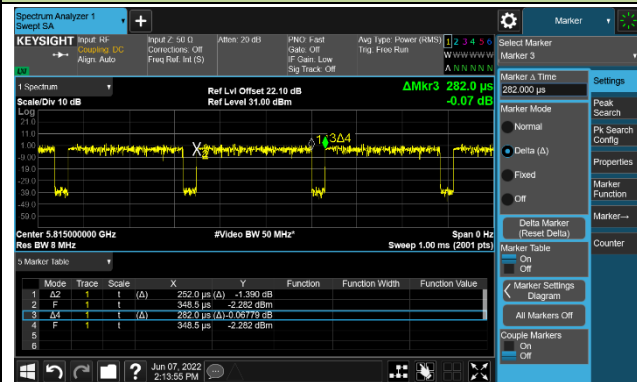 Spectrum Analyzer 1
Swept SA
Marker
KEYSIGHT
Input: RF
Coupling: DC
Align: Auto
Input Z: 50 Ω
Corrections: Off
Freq Ref: Int (S)
Atten: 20 dB
PNO: Fast
Gate: Off
IF Gain: Low
Sig Track: Off
Avg Type: Power (RMS)
Trig: Free Run
1 2 3 4 5 6
W W W W W W
A N N N N N
Select Marker
Marker 3
LVI
1 Spectrum
Scale/Div 10 dB
Ref Lvl Offset 22.10 dB
Ref Level 31.00 dBm
ΔMkr3 282.0 µs
-0.07 dB
Log
21.0
11.0
1.00
-9.00
-19.0
-29.0
-39.0
-49.0
-59.0
X2
1
3Δ4
Center 5.815000000 GHz
#Video BW 50 MHz*
Span 0 Hz
Res BW 8 MHz
Sweep 1.00 ms (2001 pts)
5 Marker Table
Mode Trace Scale X Y Function Function Width Function Value
1 Δ2 1 t (Δ) 252.0 µs (Δ) -1.390 dB
2 F 1 t 348.5 µs -2.282 dBm
3 Δ4 1 t (Δ) 282.0 µs (Δ) -0.06779 dB
4 F 1 t 348.5 µs -2.282 dBm
5
6
Marker Δ Time
282.000 µs
Marker Mode
Normal
Delta (Δ)
Fixed
Off
Delta Marker
(Reset Delta)
Marker Table
On
Off
Marker Settings
Diagram
All Markers Off
Couple Markers
On
Off
Settings
Peak
Search
Pk Search
Config
Properties
Marker
Function
Marker→
Counter
Jun 07, 2022
2:13:55 PM